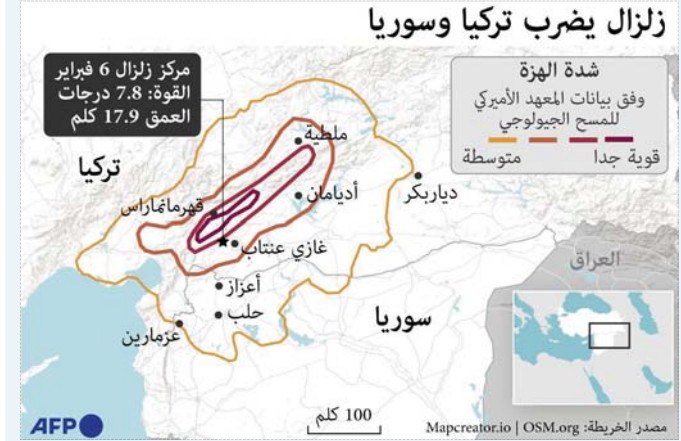 زلزال يضرب تركيا وسوريا
شدة الهزة
وفق بيانات المعهد الأميركي
للمسح الجيولوجي
قوية جدا
متوسطة
مركز زلزال 6 فبراير
القوة: 7.8 درجات
العمق 17.9 كلم
ملطية
تركيا
دياربكر
أديامان
قهرمانماراس
غازي عنتاب
العراق
أعزاز
حلب
سوريا
عزمارين
100 كلم
مصدر الخريطة: Mapcreator.io | OSM.org
AFP